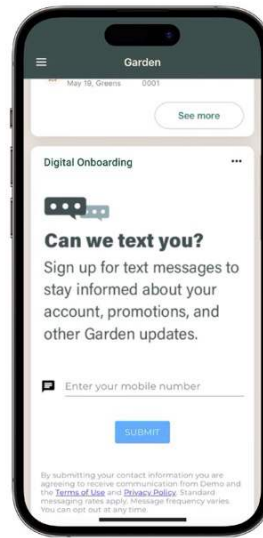 Garden
May 19, Greens 0001
See more
Digital Onboarding
Can we text you?
Sign up for text messages to
stay informed about your
account, promotions, and
other Garden updates.
Enter your mobile number
SUBMIT
By submitting your contact information you are
agreeing to receive communication from Demo and
the Terms of Use and Privacy Policy. Standard
messaging rates apply. Message frequency varies.
You can opt out at any time.